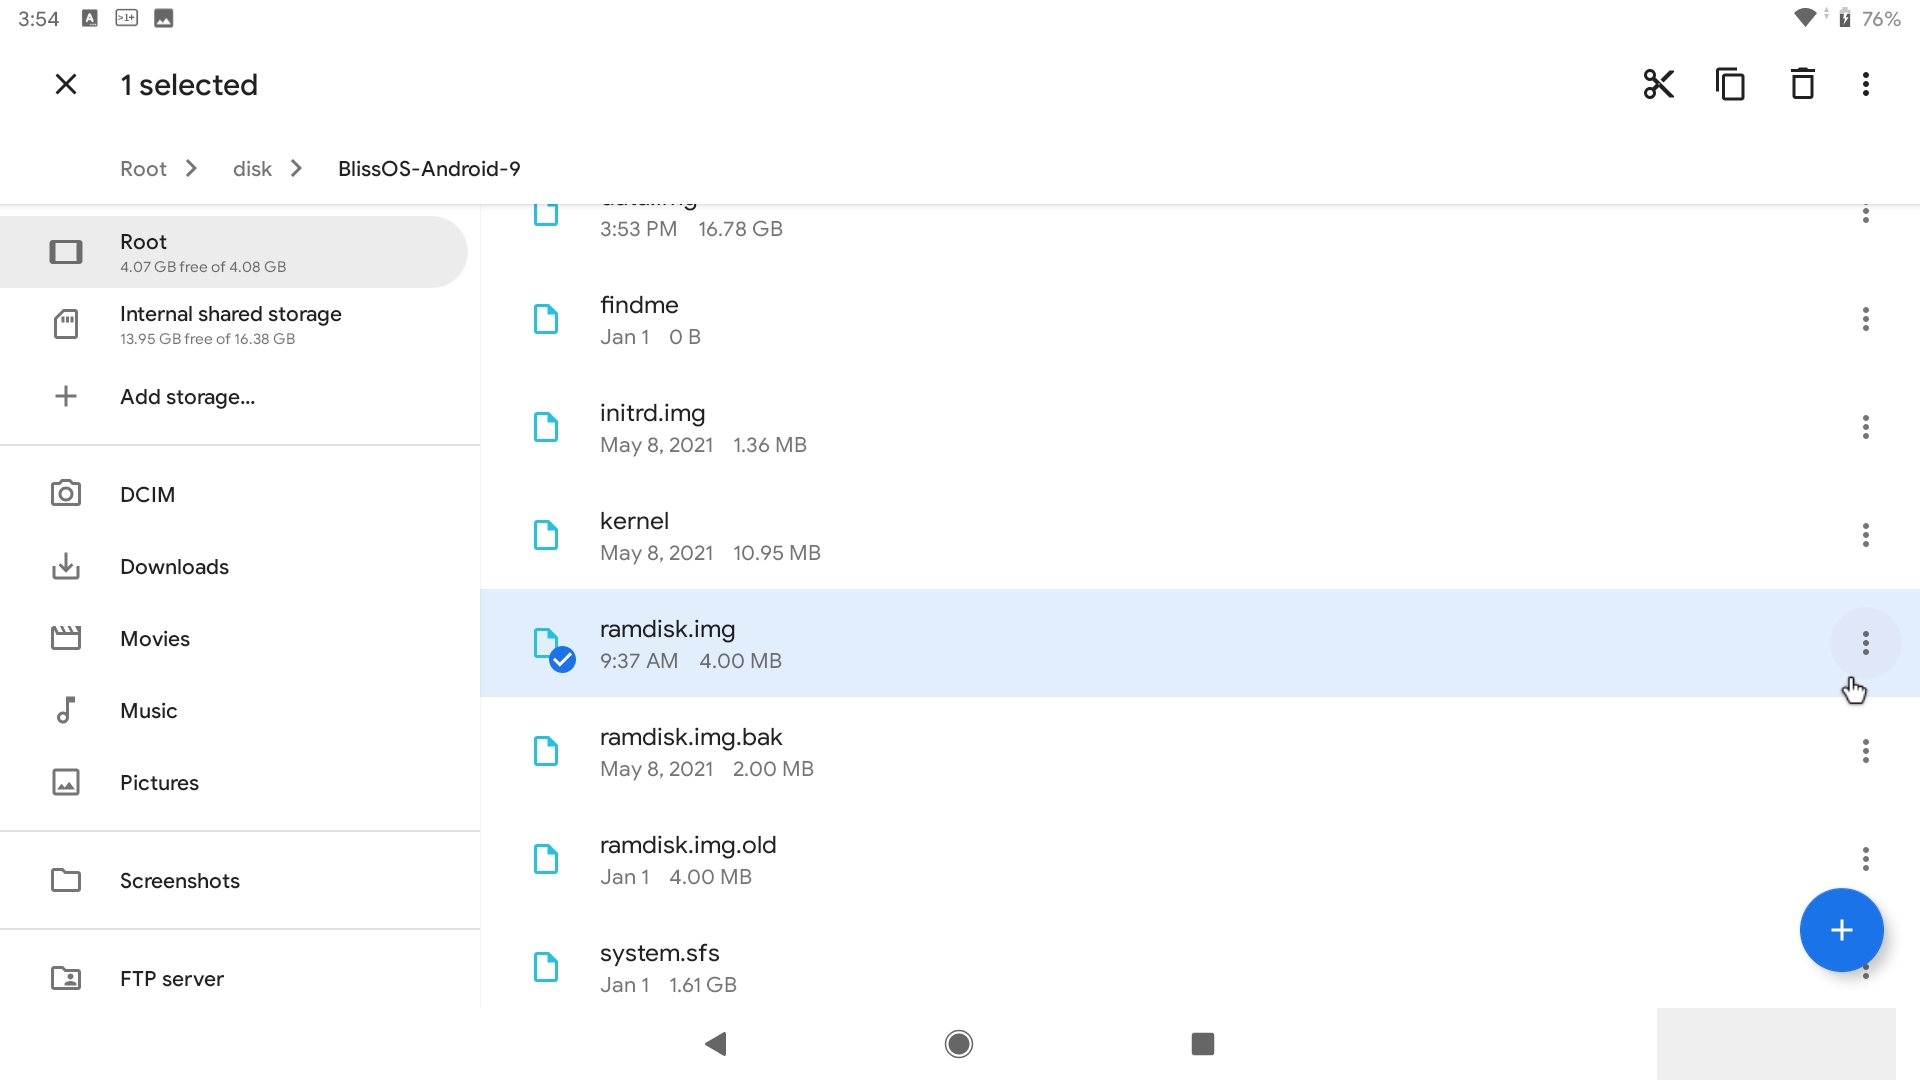 3:54
76%
1 selected
Root
disk
BlissOS-Android-9
Root
4.07 GB free of 4.08 GB
Internal shared storage
13.95 GB free of 16.38 GB
Add storage...
DCIM
Downloads
Movies
Music
Pictures
Screenshots
FTP server
3:53 PM 16.78 GB
findme
Jan 1 0 B
initrd.img
May 8, 2021 1.36 MB
kernel
May 8, 2021 10.95 MB
ramdisk.img
9:37 AM 4.00 MB
ramdisk.img.bak
May 8, 2021 2.00 MB
ramdisk.img.old
Jan 1 4.00 MB
system.sfs
Jan 1 1.61 GB